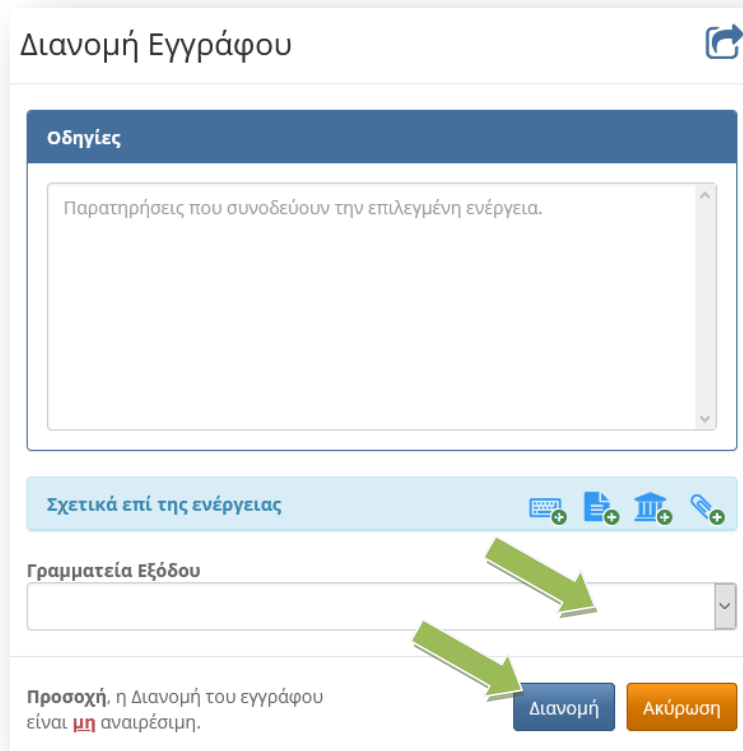 Διανομή Εγγράφου
Οδηγίες
Παρατηρήσεις που συνοδεύουν την επιλεγμένη ενέργεια.
Σχετικά επί της ενέργειας
Γραμματεία Εξόδου
Προσοχή, η Διανομή του εγγράφου
είναι μη αναιρέσιμη.
Διανομή
Ακύρωση